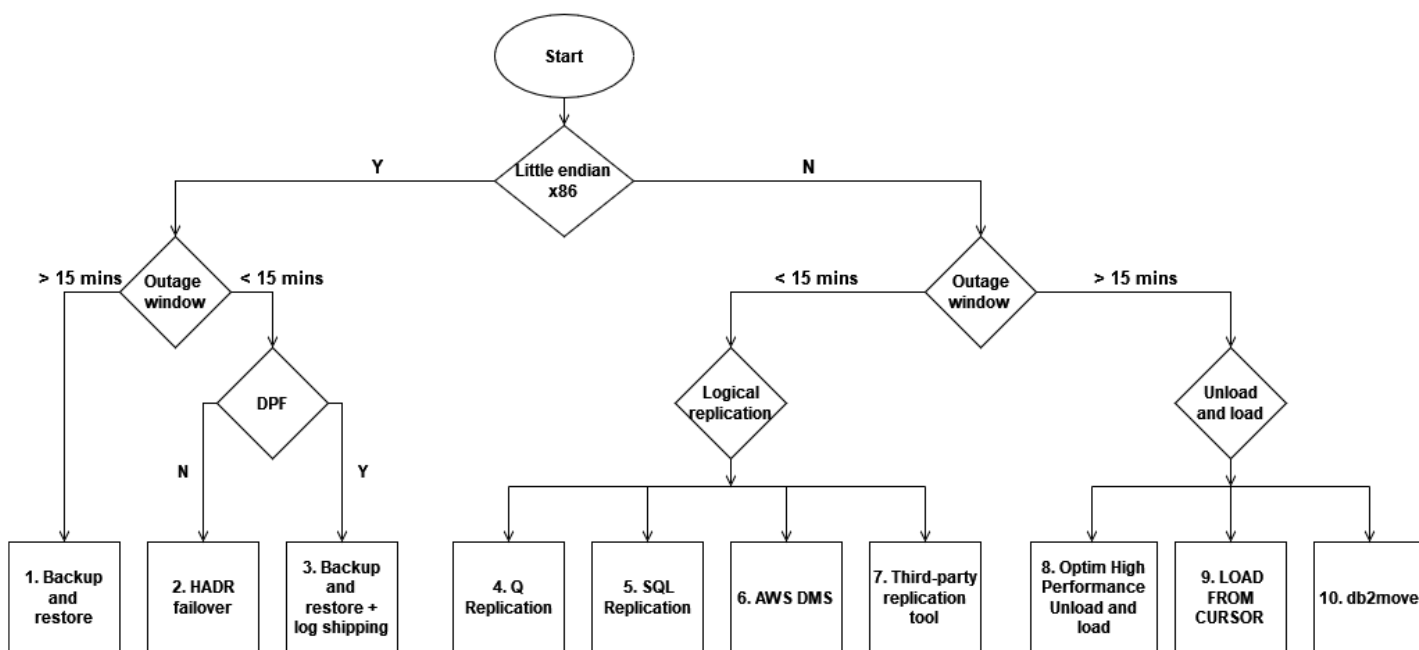 Start
Little endian
x86
Y
N
> 15 mins
Outage
window
< 15 mins
< 15 mins
Outage
window
> 15 mins
DPF
Logical
replication
Unload
and load
N
Y
1. Backup
and
restore
2. HADR
failover
3. Backup
and
restore +
log shipping
4. Q
Replication
5. SQL
Replication
6. AWS DMS
7. Third-party
replication
tool
8. Optim High
Performance
Unload and
load
9. LOAD
FROM
CURSOR
10. db2move